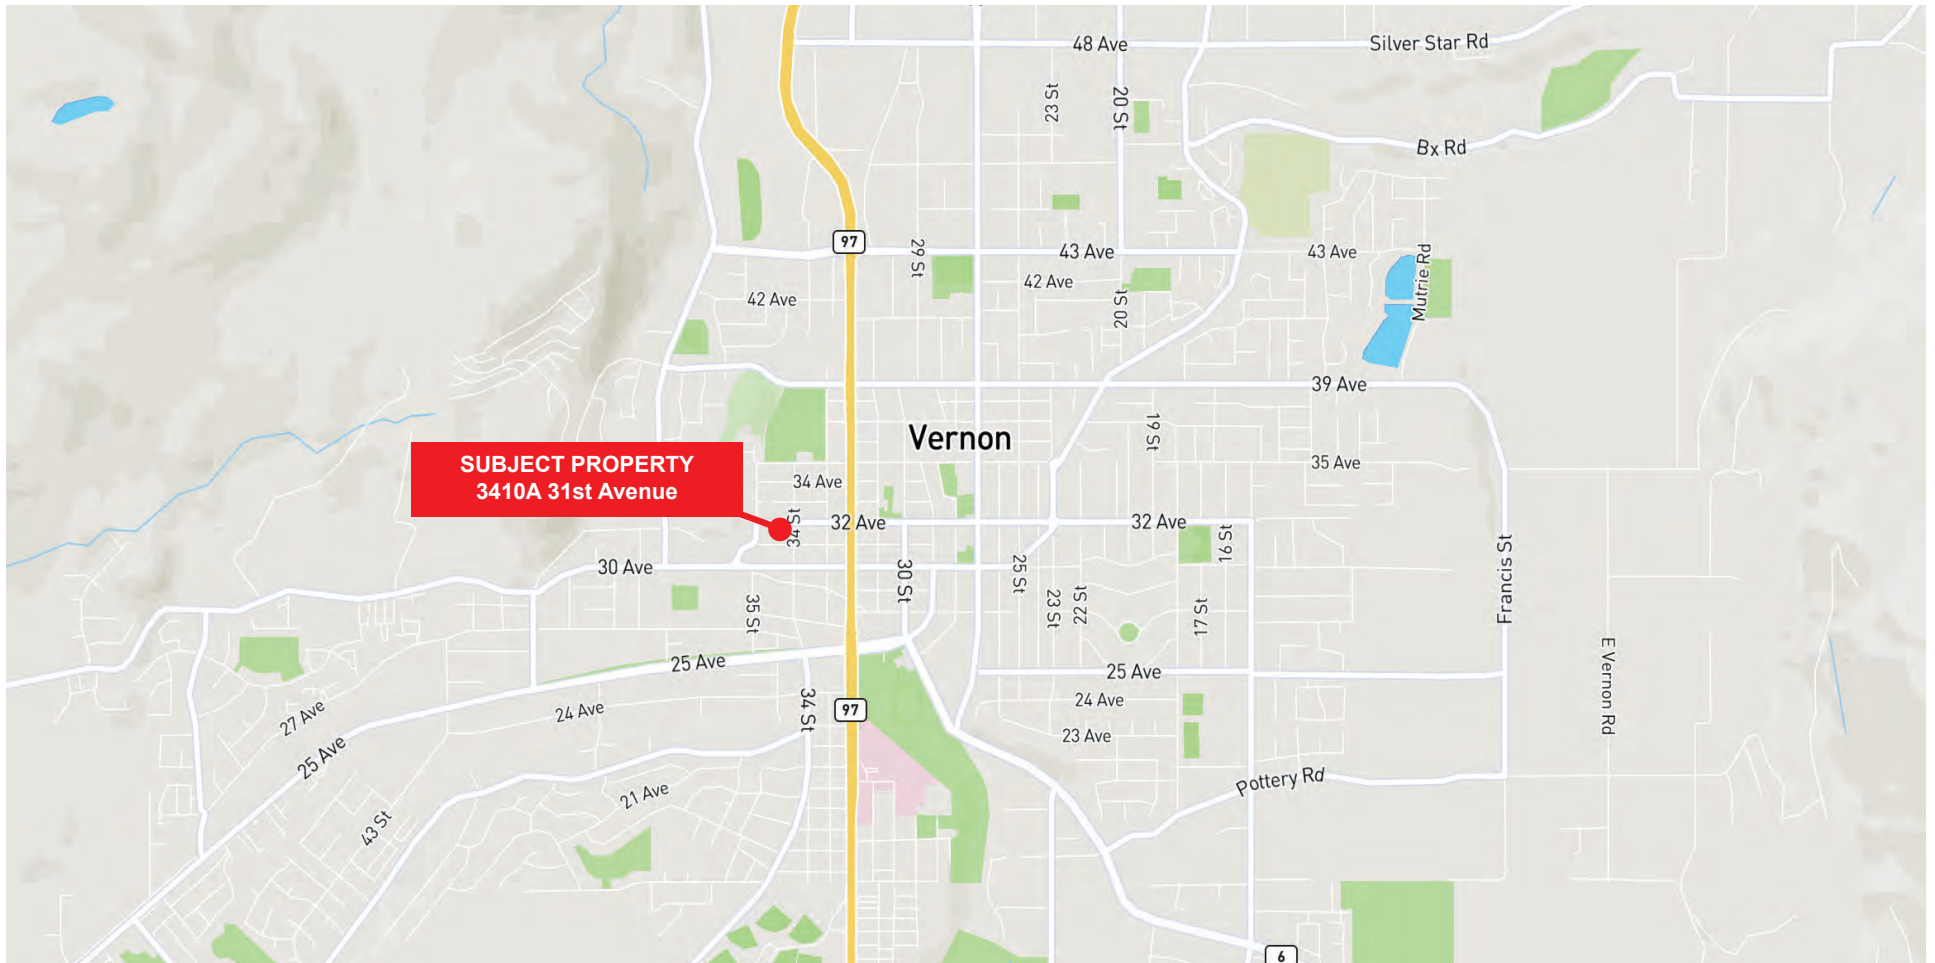 48 Ave
Silver Star Rd
23 St
20 St
Bx Rd
97
29 St
43 Ave
43 Ave
42 Ave
42 Ave
20 St
Mutrie Rd
39 Ave
Vernon
19 St
35 Ave
SUBJECT PROPERTY
3410A 31st Avenue
34 Ave
34 St
32 Ave
32 Ave
16 St
30 Ave
30 St
25 St
23 St
22 St
17 St
Francis St
35 St
25 Ave
25 Ave
E Vernon Rd
27 Ave
24 Ave
34 St
97
24 Ave
23 Ave
25 Ave
Pottery Rd
21 Ave
43 St
6